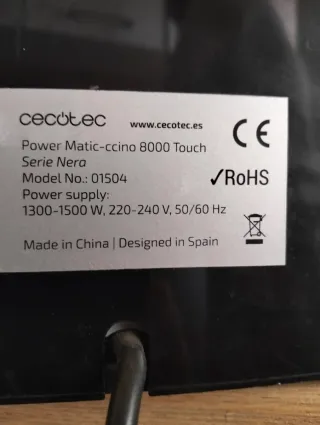 cecotec
www.cecotec.es
CE
Power Matic-ccino 8000 Touch
Serie Nera
Model No.: 01504
✓RoHS
Power supply:
1300-1500 W, 220-240 V, 50/60 Hz
Made in China | Designed in Spain